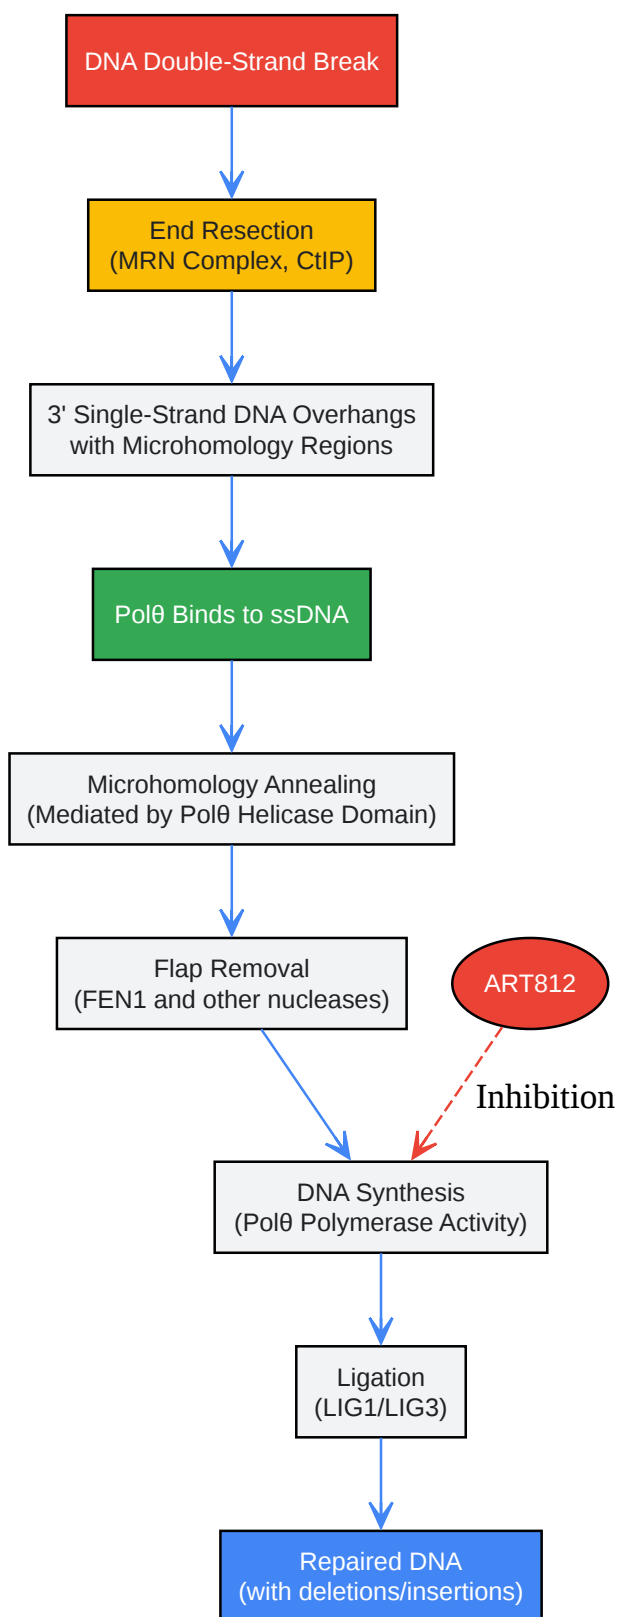 DNA Double-Strand Break
End Resection
(MRN Complex, CtIP)
3' Single-Strand DNA Overhangs
with Microhomology Regions
Polθ Binds to ssDNA
Microhomology Annealing
(Mediated by Polθ Helicase Domain)
Flap Removal
(FEN1 and other nucleases)
ART812
Inhibition
DNA Synthesis
(Polθ Polymerase Activity)
Ligation
(LIG1/LIG3)
Repaired DNA
(with deletions/insertions)